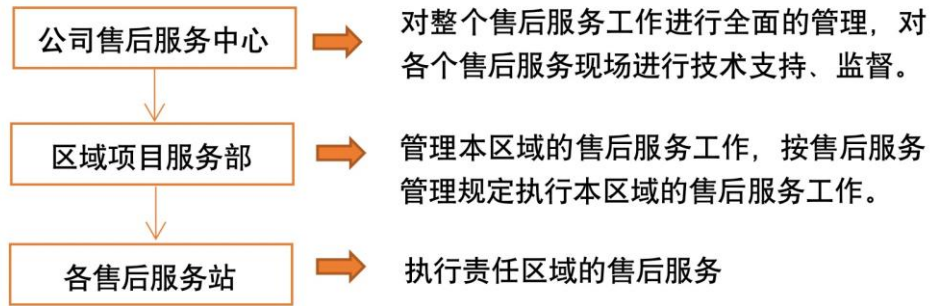 公司售后服务中心
对整个售后服务工作进行全面的管理，对
各个售后服务现场进行技术支持、监督。
区域项目服务部
管理本区域的售后服务工作，按售后服务
管理规定执行本区域的售后服务工作。
各售后服务站
执行责任区域的售后服务